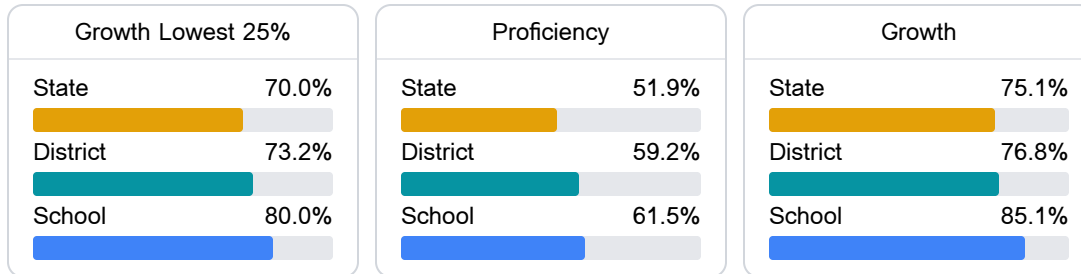 Growth Lowest 25%
State 70.0%
District 73.2%
School 80.0%
Proficiency
State 51.9%
District 59.2%
School 61.5%
Growth
State 75.1%
District 76.8%
School 85.1%